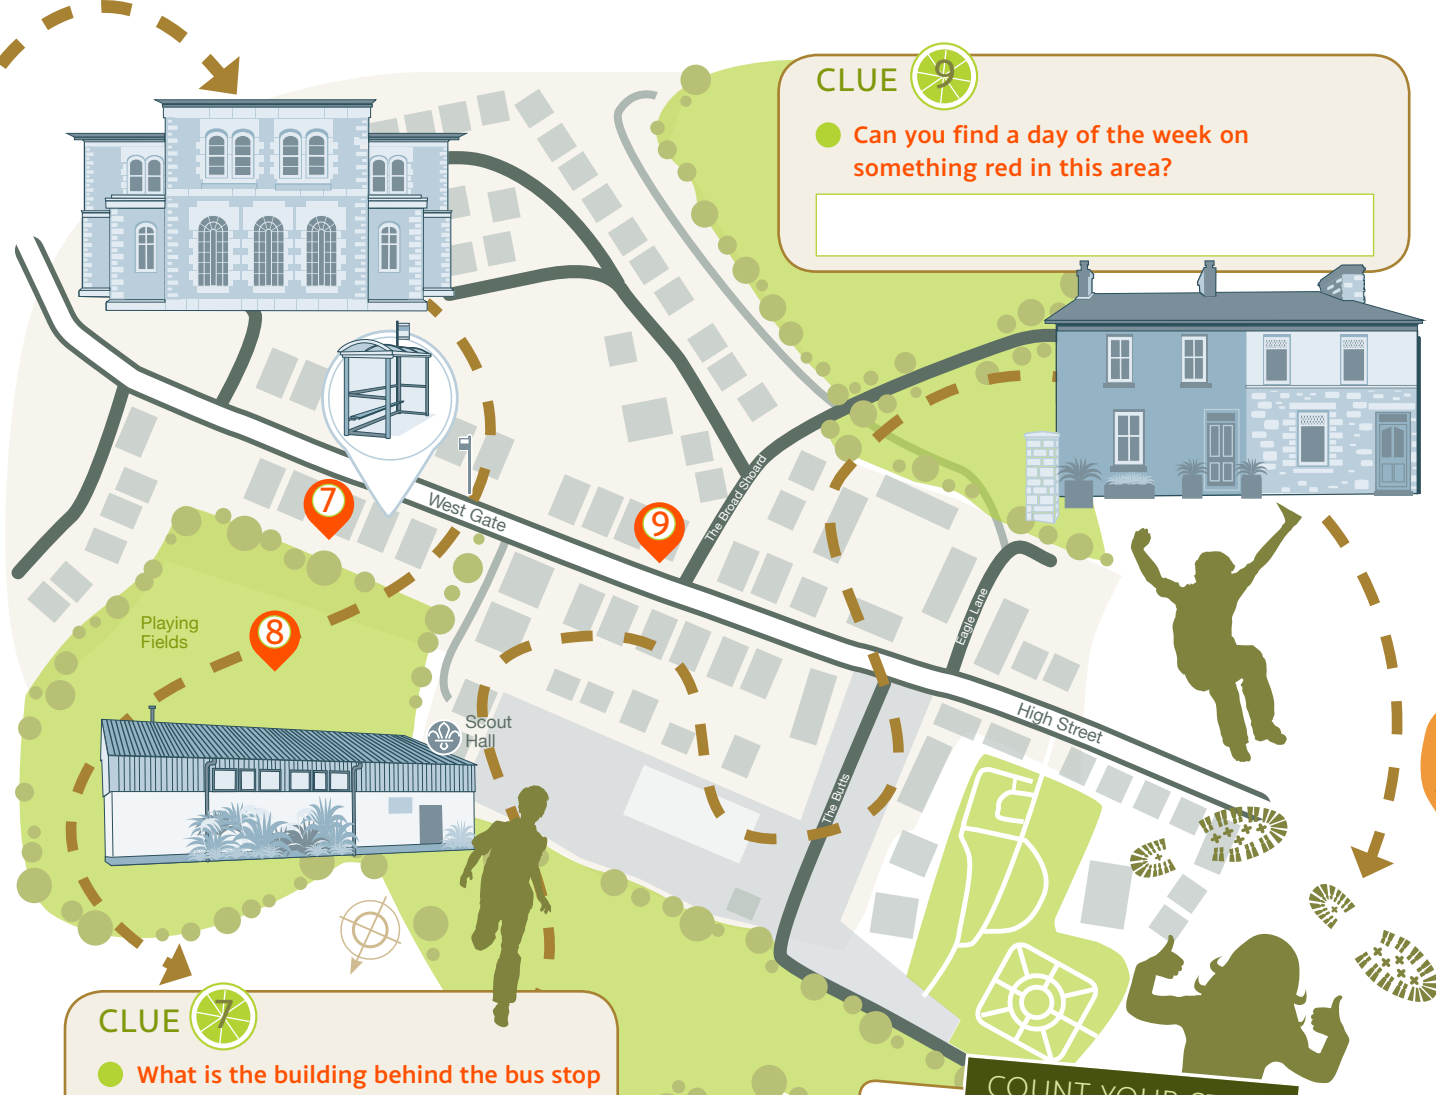 CLUE 9
Can you find a day of the week on
something red in this area?
7
West Gate
9
The Broad Shoard
Playing
Fields
8
Eagle Lane
Scout
Hall
High Street
The Butts
CLUE 7
What is the building behind the bus stop
COUNT YOUR